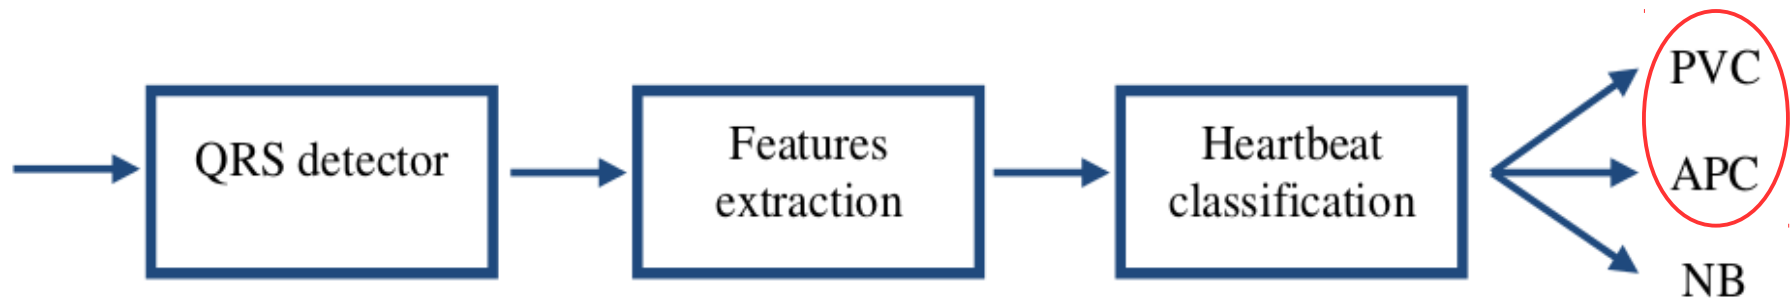 QRS detector
Features
extraction
Heartbeat
classification
PVC
APC
NB